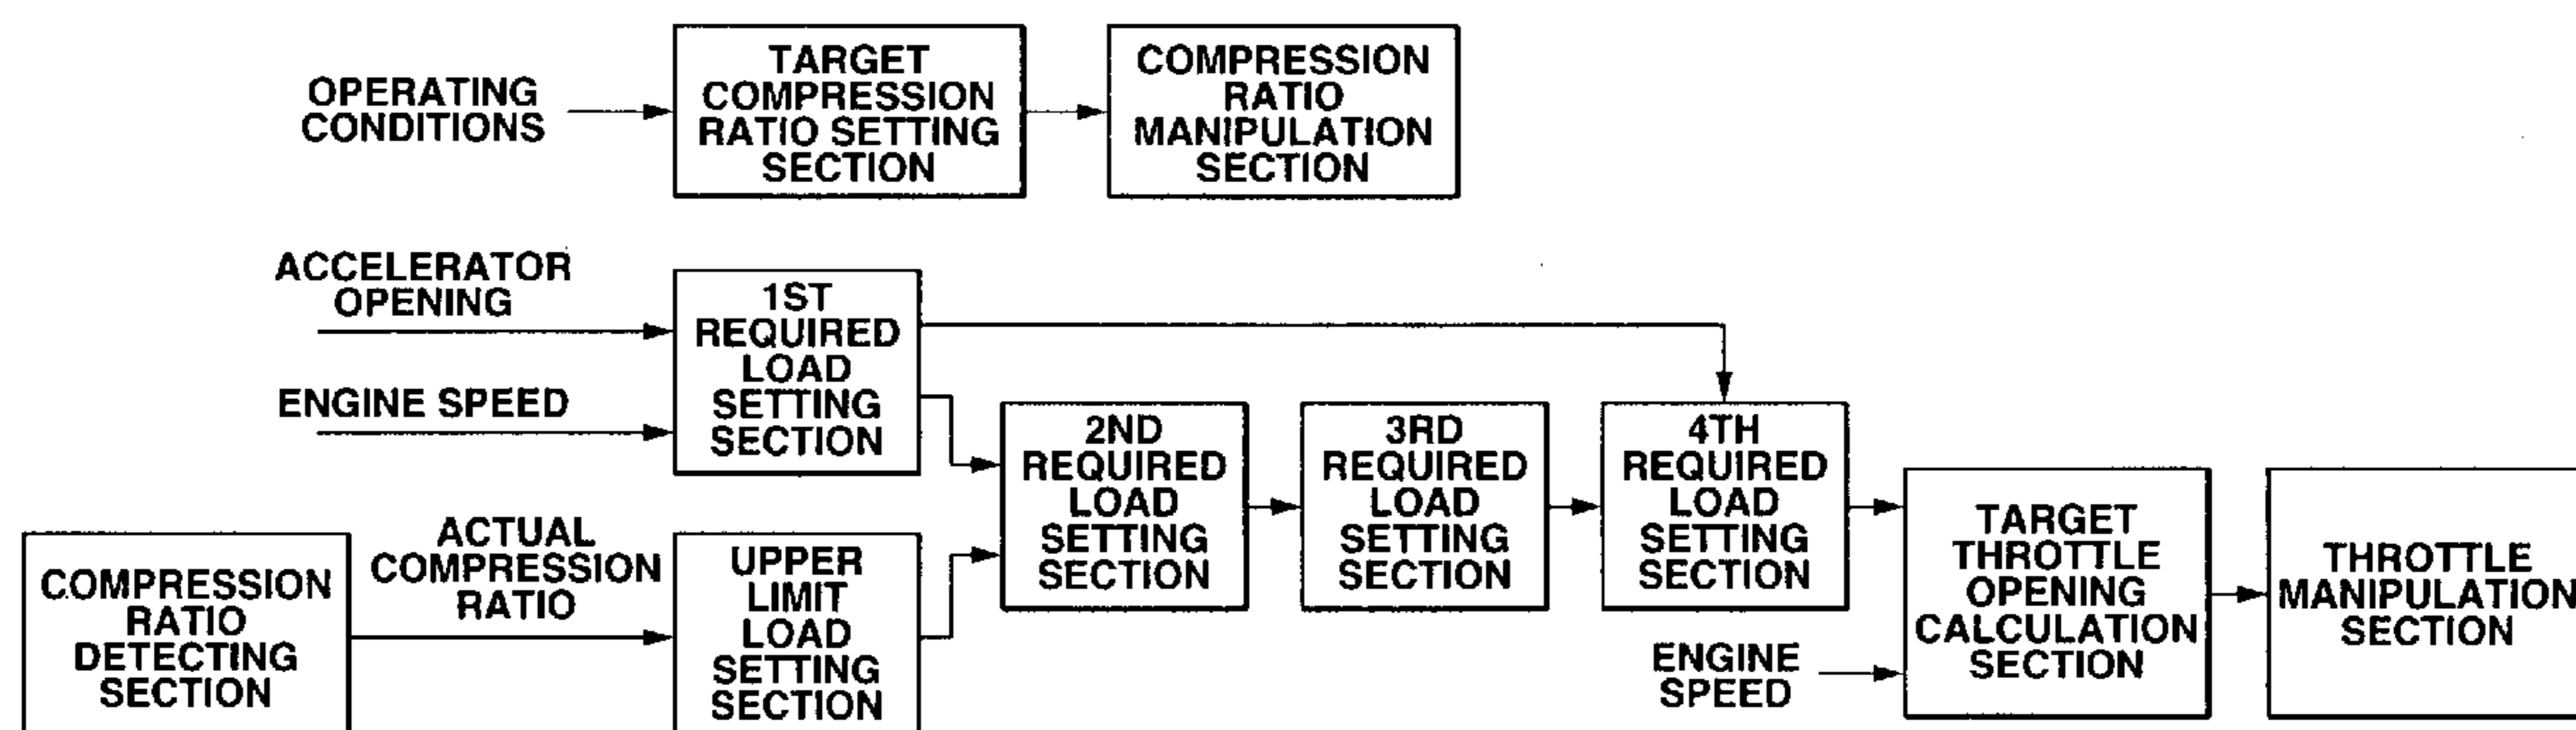 OPERATING
CONDITIONS
TARGET
COMPRESSION
RATIO SETTING
SECTION
COMPRESSION
RATIO
MANIPULATION
SECTION
ACCELERATOR
OPENING
ENGINE SPEED
1ST
REQUIRED
LOAD
SETTING
SECTION
COMPRESSION
RATIO
DETECTING
SECTION
ACTUAL
COMPRESSION
RATIO
UPPER
LIMIT
LOAD
SETTING
SECTION
2ND
REQUIRED
LOAD
SETTING
SECTION
3RD
REQUIRED
LOAD
SETTING
SECTION
4TH
REQUIRED
LOAD
SETTING
SECTION
ENGINE
SPEED
TARGET
THROTTLE
OPENING
CALCULATION
SECTION
THROTTLE
MANIPULATION
SECTION